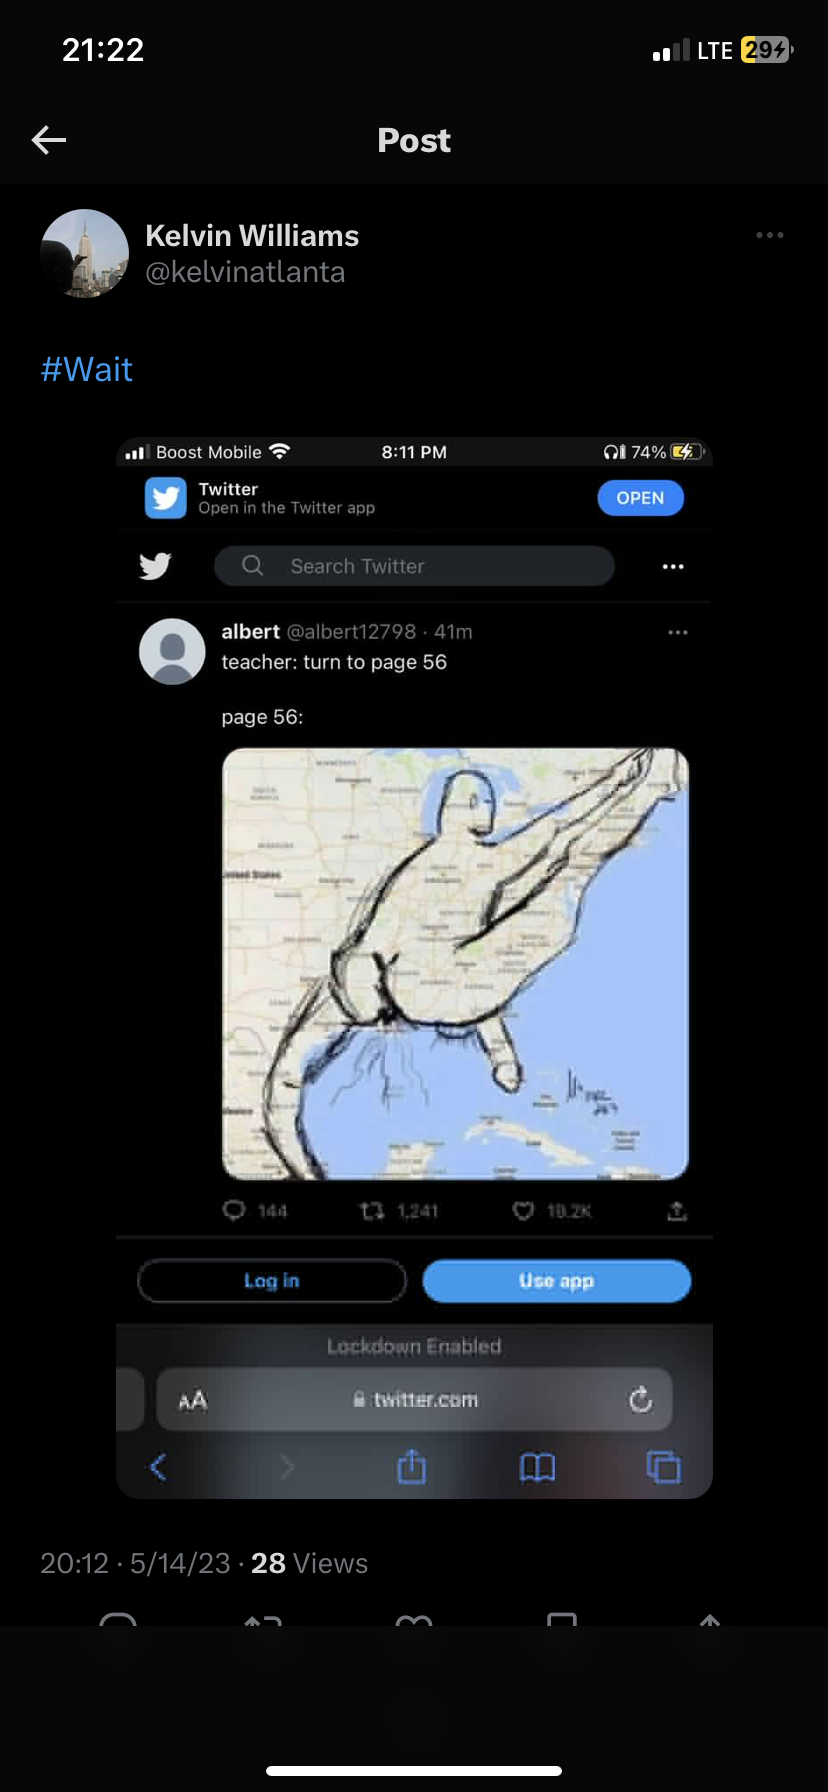 21:22
LTE 29
Post
Kelvin Williams
@kelvinatlanta
#Wait
Boost Mobile 8:11 PM 74%
Twitter
Open in the Twitter app
OPEN
Search Twitter
albert @albert12798 · 41m
teacher: turn to page 56
page 56:
United States
Mexico
144 1,241 19.2K
Log in Use app
Lockdown Enabled
AA twitter.com
20:12 · 5/14/23 · 28 Views